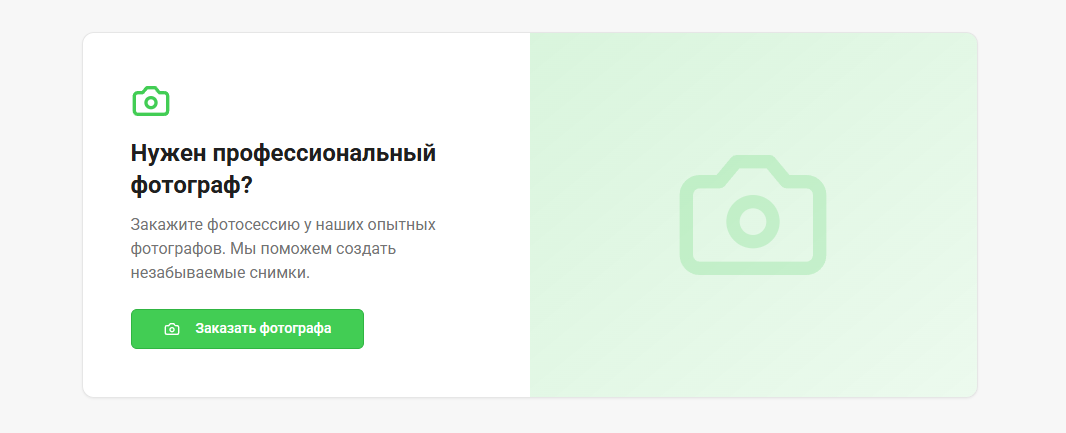 Нужен профессиональный
фотограф?
Закажите фотосессию у наших опытных
фотографов. Мы поможем создать
незабываемые снимки.
Заказать фотографа